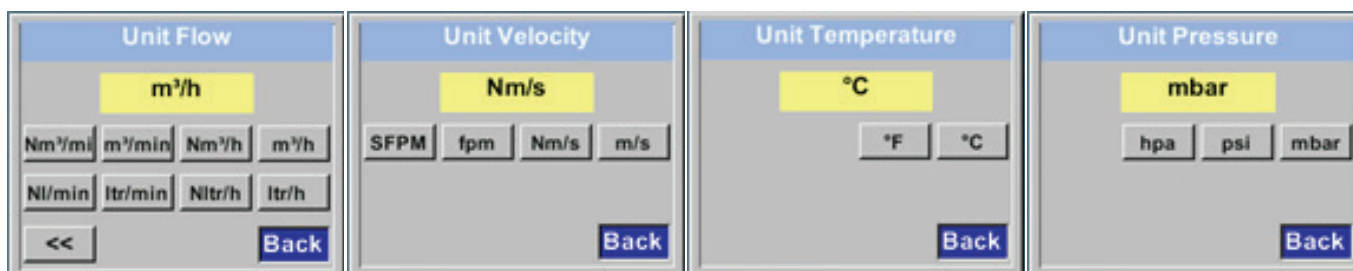 Unit Flow
m³/h
Nm³/mi m³/min Nm³/h m³/h
Nl/min ltr/min Nltr/h ltr/h
<< Back
Unit Velocity
Nm/s
SFPM fpm Nm/s m/s
Back
Unit Temperature
°C
°F °C
Back
Unit Pressure
mbar
hpa psi mbar
Back